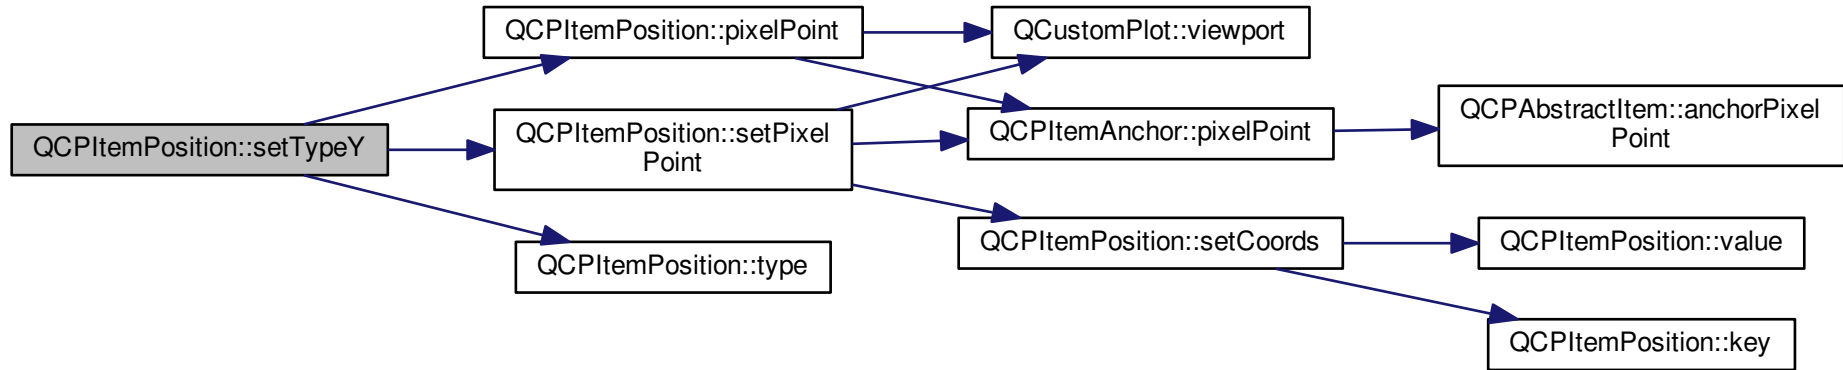 QCPItemPosition::setTypeY
QCPItemPosition::pixelPoint
QCPItemPosition::setPixel
Point
QCPItemPosition::type
QCustomPlot::viewport
QCPItemAnchor::pixelPoint
QCPItemPosition::setCoords
QCPAbstractItem::anchorPixel
Point
QCPItemPosition::value
QCPItemPosition::key